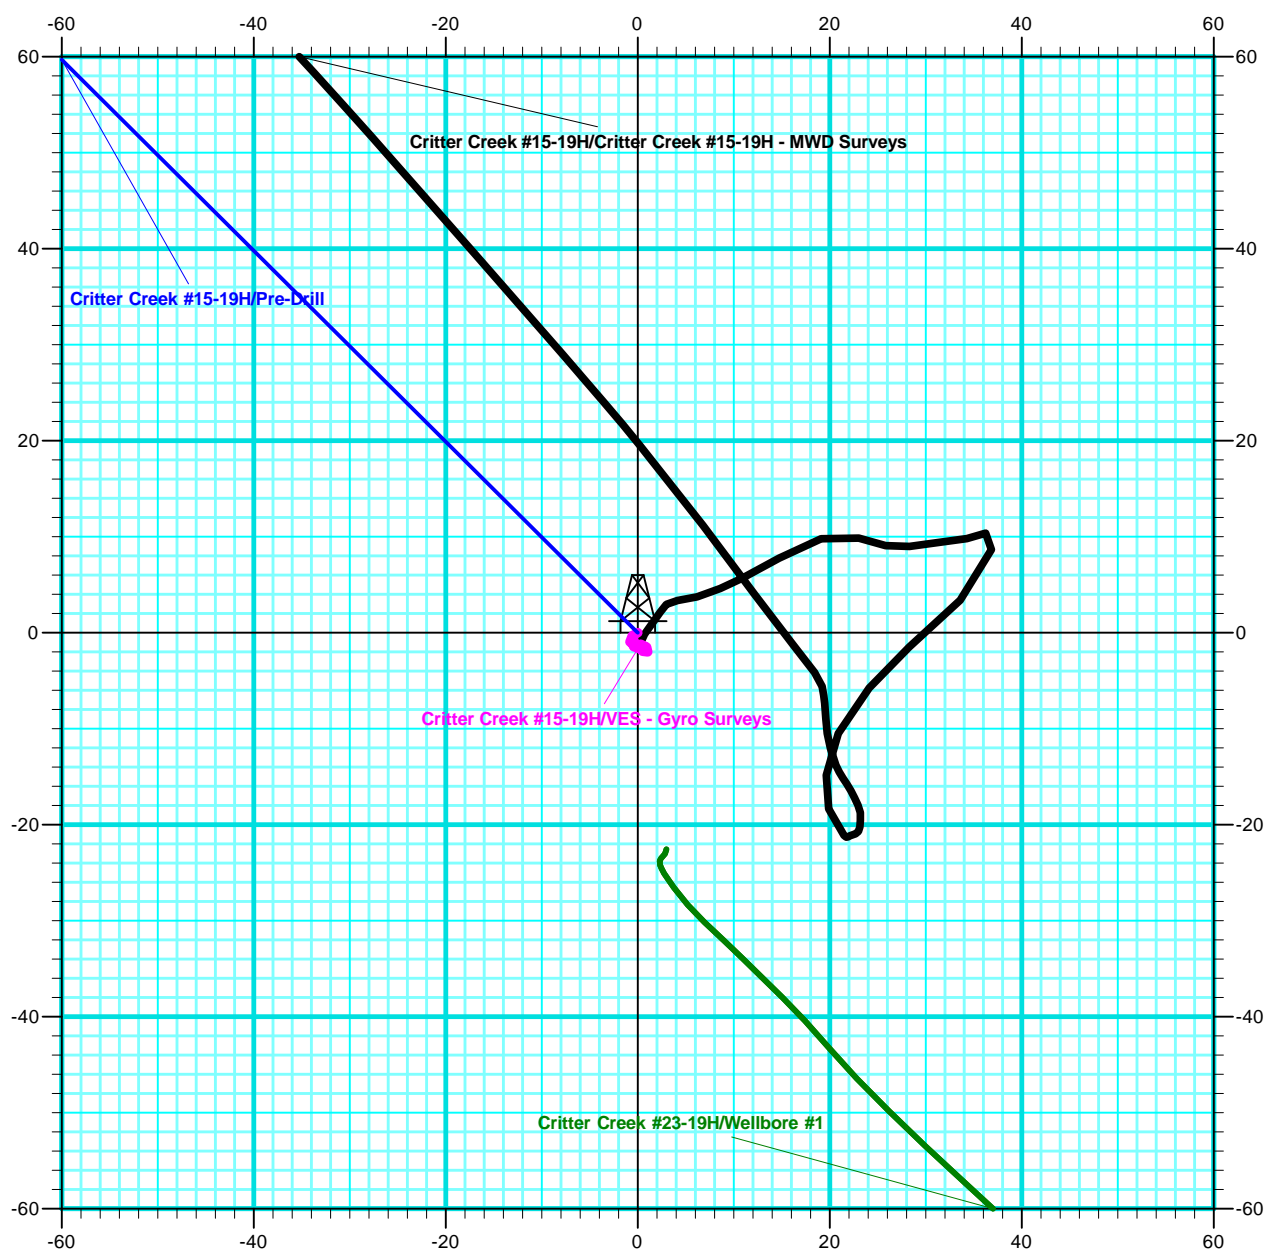 -60 -40 -20 0 20 40 60
60 60
Critter Creek #15-19H/Critter Creek #15-19H - MWD Surveys
40 40
Critter Creek #15-19H/Pre-Drill
20 20
0 0
Critter Creek #15-19H/VES - Gyro Surveys
-20 -20
-40 -40
Critter Creek #23-19H/Wellbore #1
-60 -60
-60 -40 -20 0 20 40 60